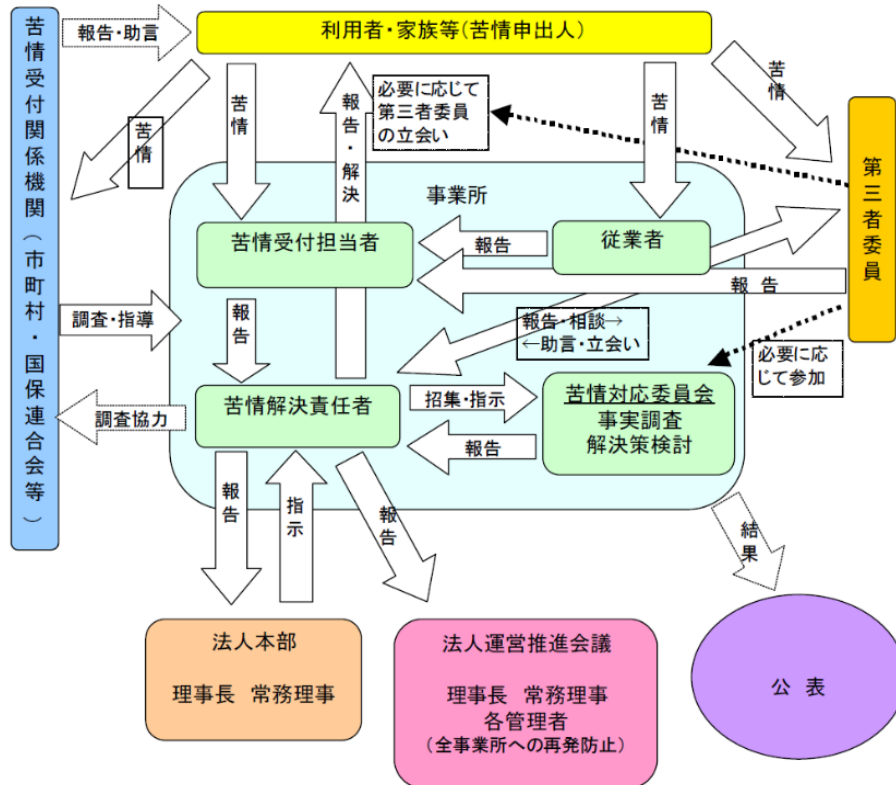 利用者・家族等(苦情申出人)
報告・助言
苦情受付関係機関(市町村・国保連合会等)
苦情
苦情
報告・解決
必要に応じて
第三者委員
の立会い
苦情
苦情
第三者委員
事業所
苦情受付担当者
報告
従業者
報 告
調査・指導
報告
報告・相談→
←助言・立会い
必要に応
じて参加
苦情解決責任者
招集・指示
報告
苦情対応委員会
事実調査
解決策検討
調査協力
報告
指示
報告
結果
法人本部
理事長 常務理事
法人運営推進会議
理事長 常務理事
各管理者
(全事業所への再発防止)
公 表